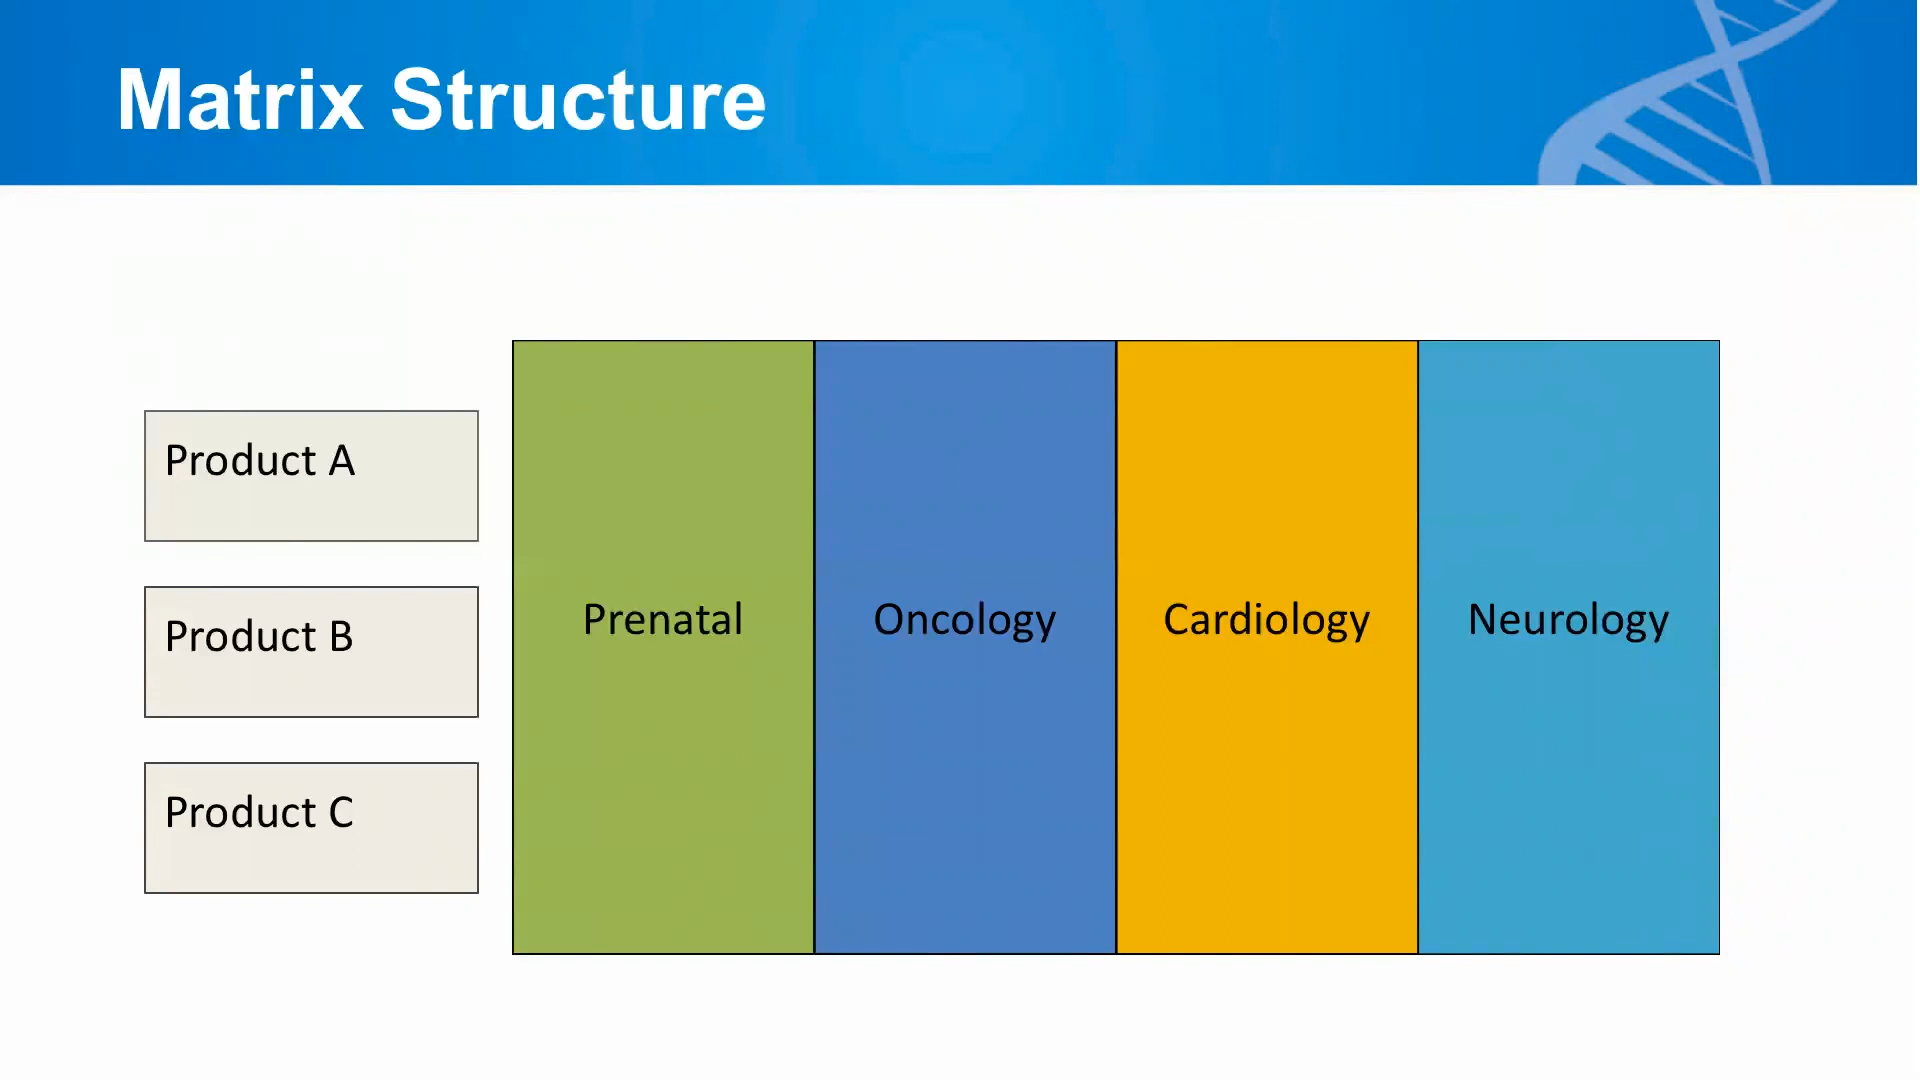 Matrix Structure
Product A
Product B
Product C
Prenatal
Oncology
Cardiology
Neurology